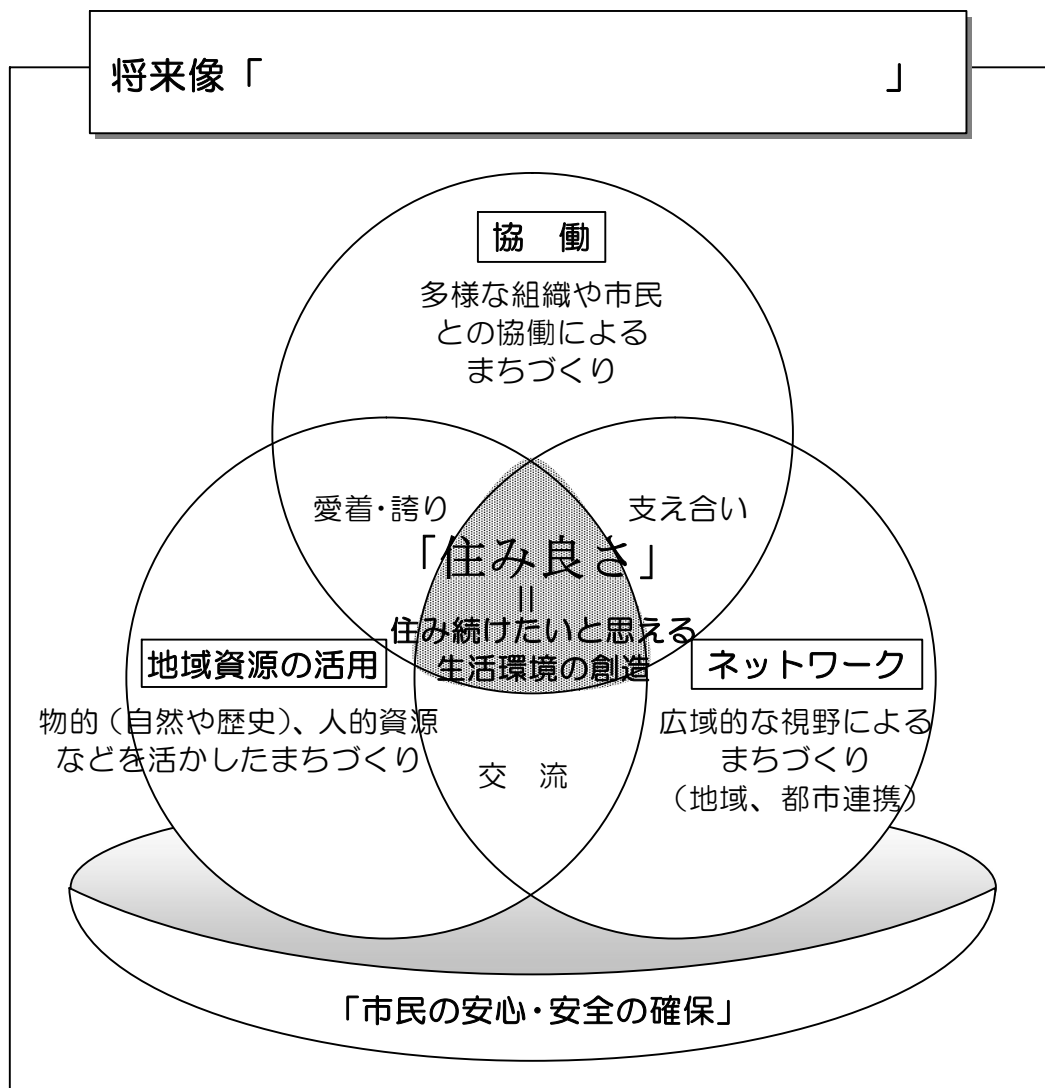 将来像「　　　　　　　　　　　」
協　働
多様な組織や市民
との協働による
まちづくり
愛着・誇り
支え合い
「住み良さ」
＝
住み続けたいと思える
生活環境の創造
地域資源の活用
物的（自然や歴史）、人的資源
などを活かしたまちづくり
ネットワーク
広域的な視野による
まちづくり
（地域、都市連携）
交　流
「市民の安心・安全の確保」